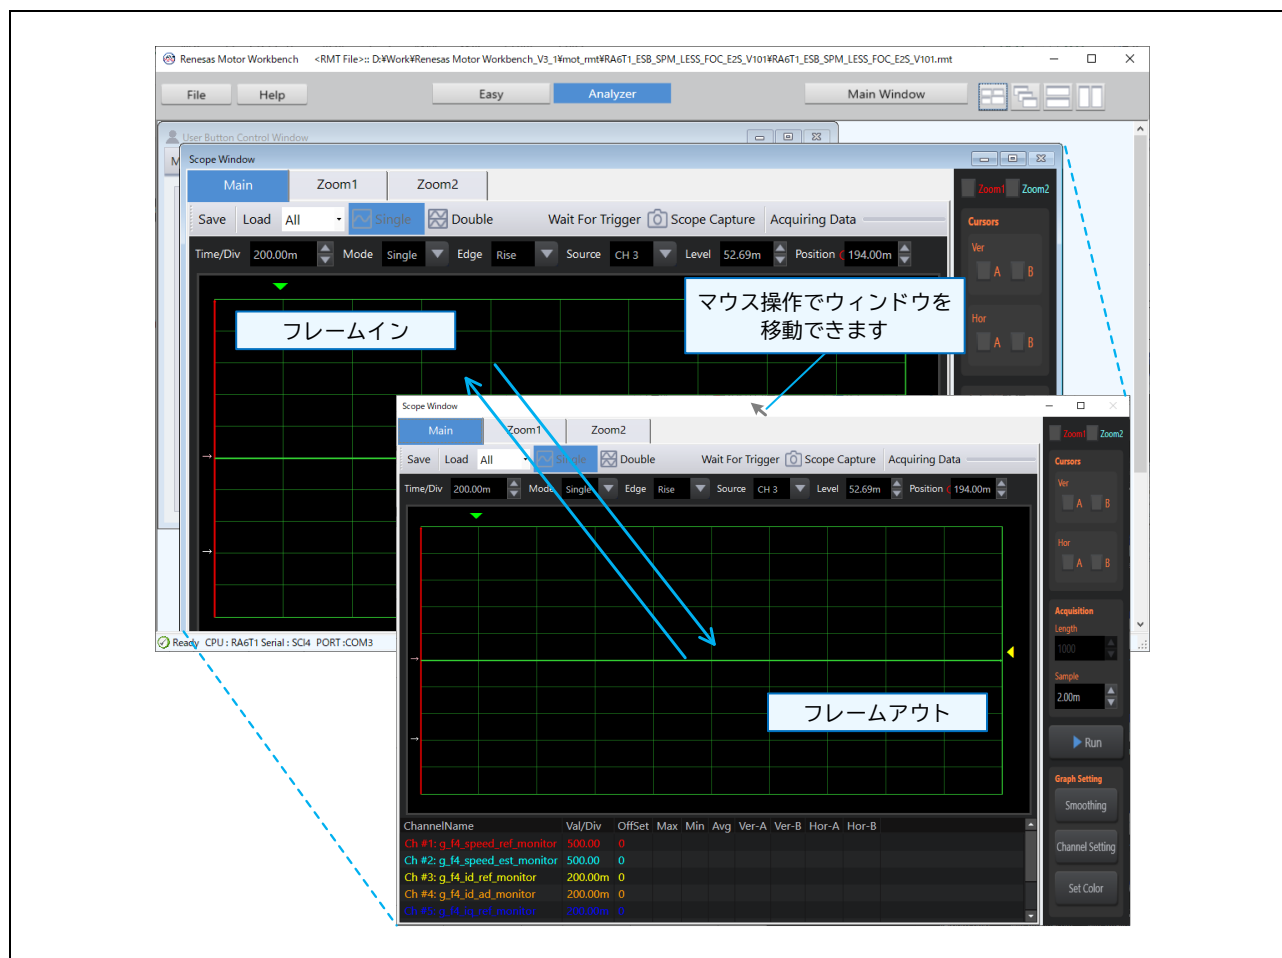 Renesas Motor Workbench <RMT File>:: D:¥Work¥Renesas Motor Workbench_V3_1¥mot_rmt¥RA6T1_ESB_SPM_LESS_FOC_E2S_V101¥RA6T1_ESB_SPM_LESS_FOC_E2S_V101.rmt
File Help Easy Analyzer Main Window
User Button Control Window
M
Scope Window
Main Zoom1 Zoom2
Zoom1 Zoom2
Save Load All Single Double Wait For Trigger Scope Capture Acquiring Data
Cursors
Time/Div 200.00m Mode Single Edge Rise Source CH 3 Level 52.69m Position 194.00m
Ver
A B
マウス操作でウィンドウを
移動できます
フレームイン
Hor
A B
Scope Window
Main Zoom1 Zoom2
Zoom1 Zoom2
Save Load All Single Double Wait For Trigger Scope Capture Acquiring Data
Cursors
Time/Div 200.00m Mode Single Edge Rise Source CH 3 Level 52.69m Position 194.00m
Ver
A B
Hor
A B
Acquisition
Length
1000
Sample
2.00m
Ready CPU : RA6T1 Serial : SCI4 PORT :COM3
フレームアウト
Run
Graph Setting
Smoothing
Channel Setting
Set Color
ChannelName Val/Div OffSet Max Min Avg Ver-A Ver-B Hor-A Hor-B
Ch #1: g_f4_speed_ref_monitor 500.00 0
Ch #2: g_f4_speed_est_monitor 500.00 0
Ch #3: g_f4_id_ref_monitor 200.00m 0
Ch #4: g_f4_id_ad_monitor 200.00m 0
Ch #5: g_f4_iq_ref_monitor 200.00m 0